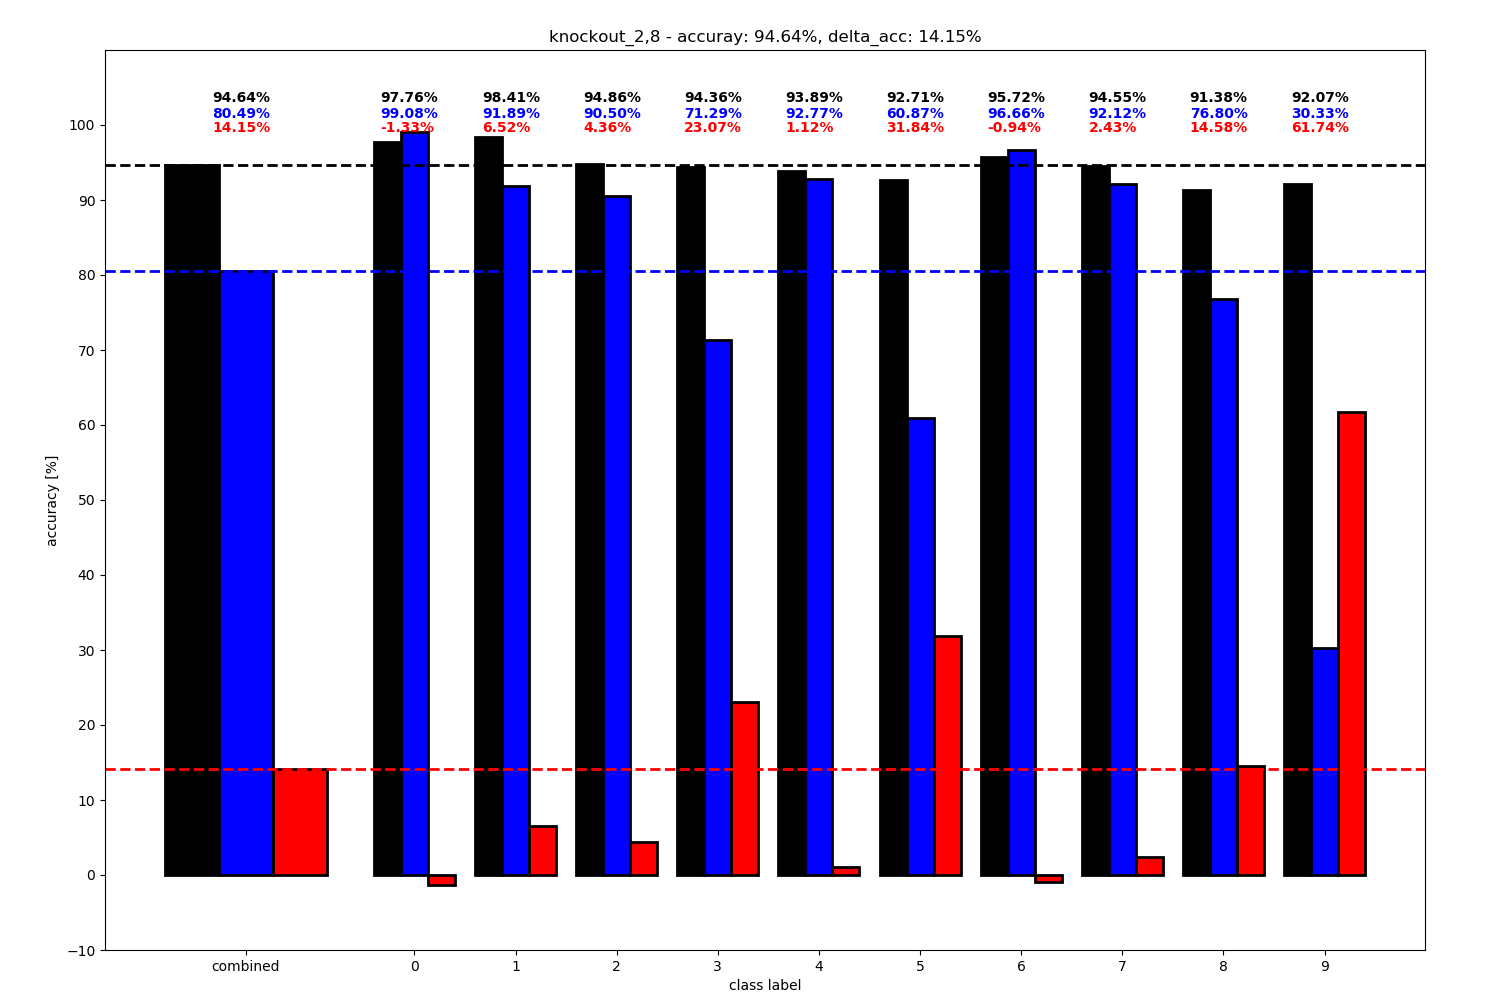 knockout_2,8 - accuray: 94.64%, delta_acc: 14.15%
94.64% 97.76% 98.41% 94.86% 94.36% 93.89% 92.71% 95.72% 94.55% 91.38% 92.07%
80.49% 99.08% 91.89% 90.50% 71.29% 92.77% 60.87% 96.66% 92.12% 76.80% 30.33%
14.15% -1.33% 6.52% 4.36% 23.07% 1.12% 31.84% -0.94% 2.43% 14.58% 61.74%
100
90
80
70
60
50
40
30
20
10
0
−10
accuracy [%]
combined 0 1 2 3 4 5 6 7 8 9
class label